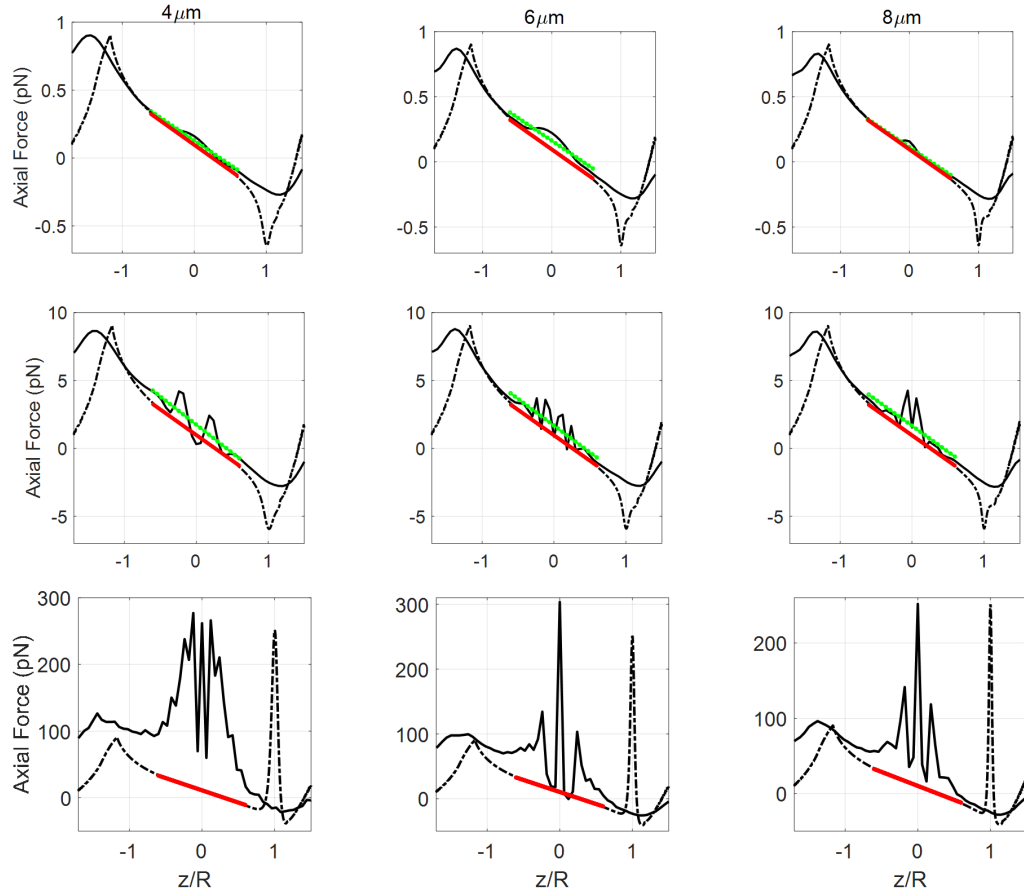 4μm 6μm 8μm
1 1 1
Axial Force (pN) 0.5 0.5 0.5
0 0 0
-0.5 -0.5 -0.5
-1 0 1 -1 0 1 -1 0 1
10 10 10
Axial Force (pN) 5 5 5
0 0 0
-5 -5 -5
-1 0 1 -1 0 1 -1 0 1
300 300
Axial Force (pN) 200 200 200
100 100 100
0 0 0
-1 0 1 -1 0 1 -1 0 1
z/R z/R z/R